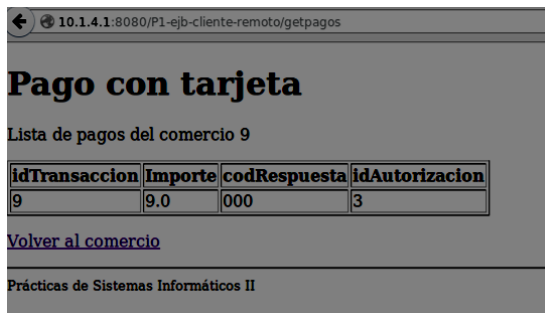 10.1.4.1:8080/P1-ejb-cliente-remoto/getpagos
Pago con tarjeta
Lista de pagos del comercio 9
idTransaccion Importe codRespuesta idAutorizacion
9 9.0 000 3
Volver al comercio
Prácticas de Sistemas Informáticos II